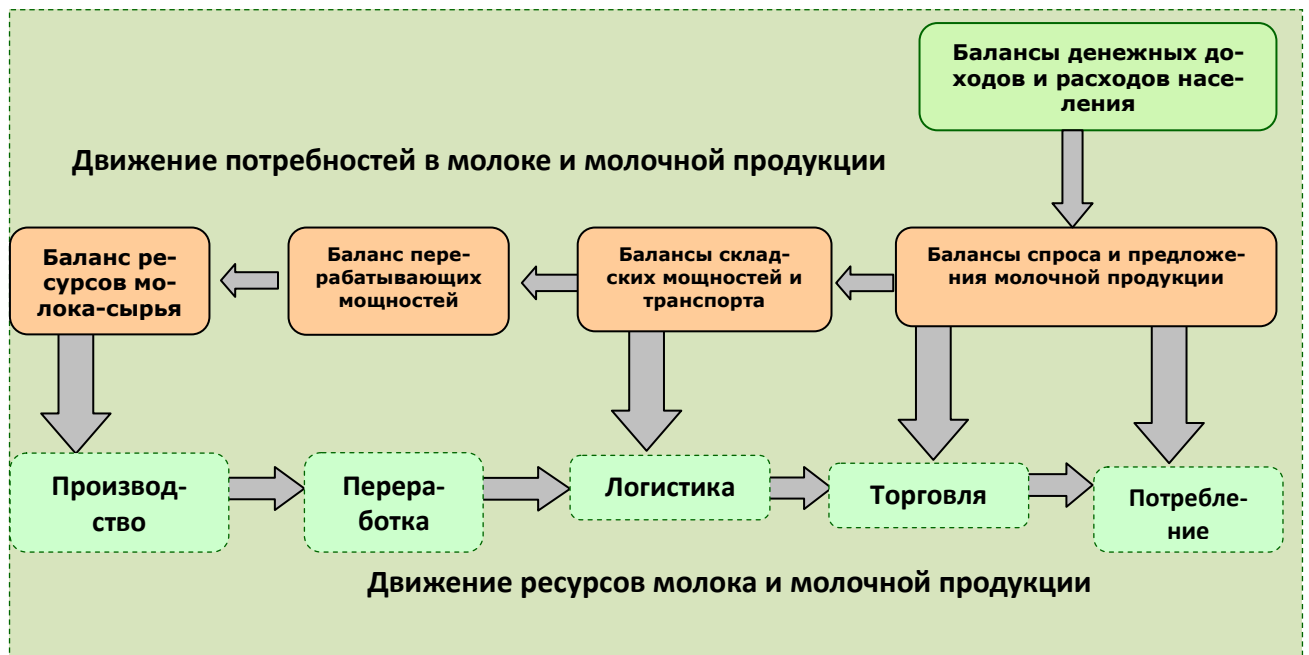 Балансы денежных до-
ходов и расходов насе-
ления
Движение потребностей в молоке и молочной продукции
Баланс ре-
сурсов мо-
лока-сырья
Баланс пере-
рабатывающих
мощностей
Балансы склад-
ских мощностей и
транспорта
Балансы спроса и предложе-
ния молочной продукции
Производ-
ство
Перера-
ботка
Логистика
Торговля
Потребле-
ние
Движение ресурсов молока и молочной продукции